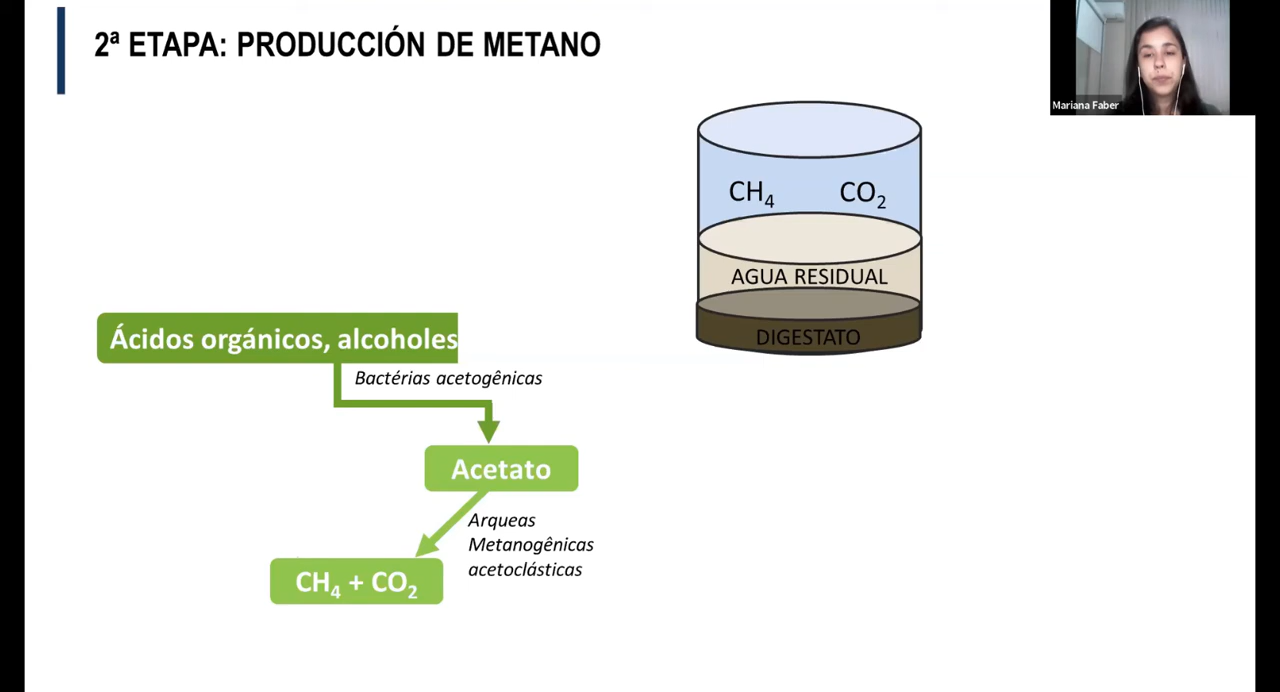 2ª ETAPA: PRODUCCIÓN DE METANO
Mariana Faber
CH₄ CO₂
AGUA RESIDUAL
DIGESTATO
Ácidos orgánicos, alcoholes
Bactérias acetogênicas
Acetato
Arqueas
Metanogênicas
acetoclásticas
CH₄ + CO₂